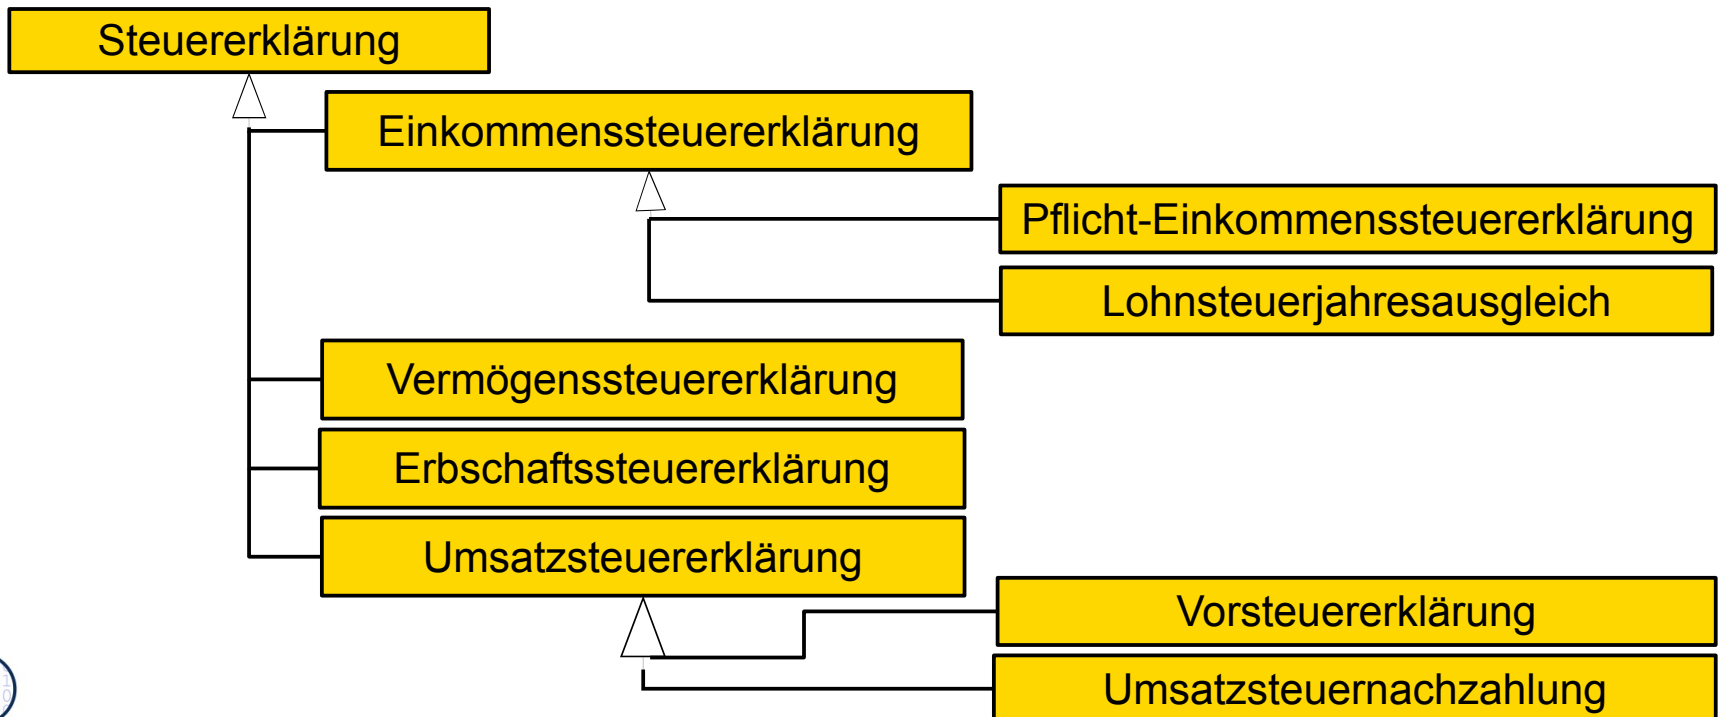 Steuererklärung
Einkommenssteuererklärung
Pflicht-Einkommenssteuererklärung
Lohnsteuerjahresausgleich
Vermögenssteuererklärung
Erbschaftssteuererklärung
Umsatzsteuererklärung
Vorsteuererklärung
Umsatzsteuernachzahlung